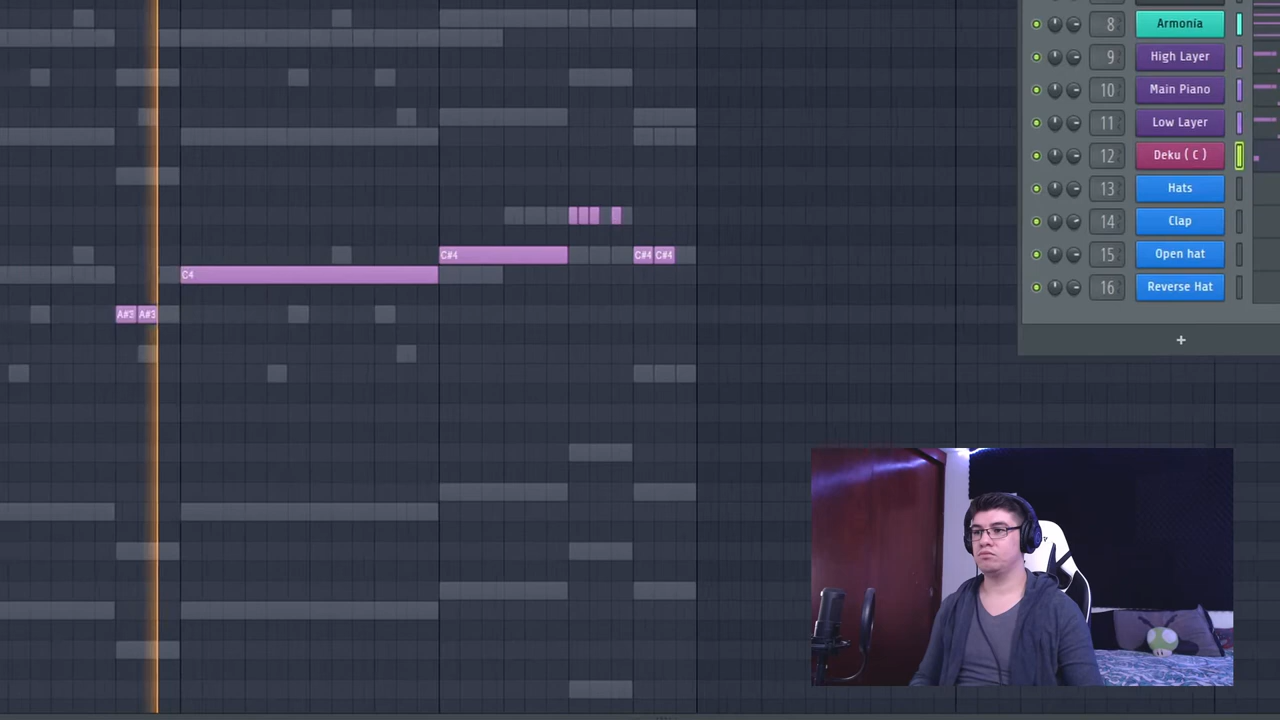 8 Armonía
9 High Layer
10 Main Piano
11 Low Layer
12 Deku ( C )
13 Hats
14 Clap
15 Open hat
16 Reverse Hat
+
C#4 C#4 C#4
C4
A#3 A#3